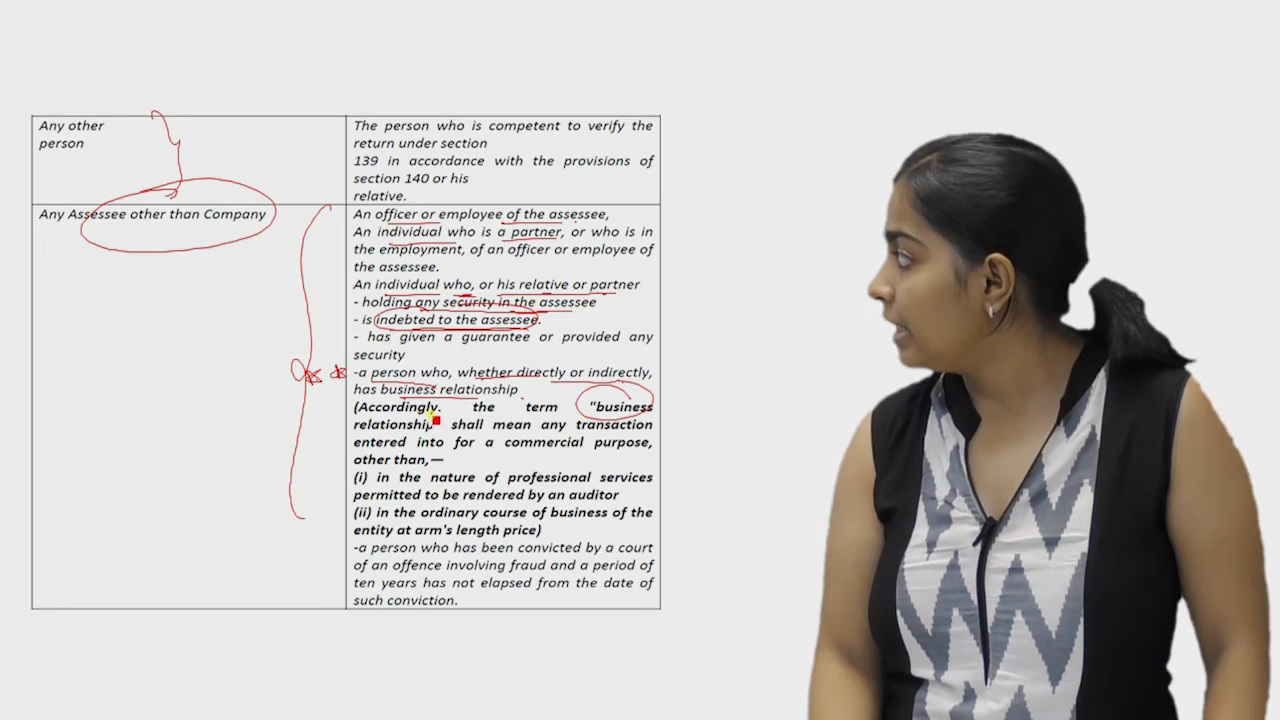 Any other
person
The person who is competent to verify the
return under section
139 in accordance with the provisions of
section 140 or his
relative.
Any Assessee other than Company
An officer or employee of the assessee,
An individual who is a partner, or who is in
the employment, of an officer or employee of
the assessee.
An individual who, or his relative or partner
- holding any security in the assessee
- is indebted to the assessee.
- has given a guarantee or provided any
security
-a person who, whether directly or indirectly,
has business relationship
(Accordingly. the term "business
relationship" shall mean any transaction
entered into for a commercial purpose,
other than,—
(i) in the nature of professional services
permitted to be rendered by an auditor
(ii) in the ordinary course of business of the
entity at arm's length price)
-a person who has been convicted by a court
of an offence involving fraud and a period of
ten years has not elapsed from the date of
such conviction.